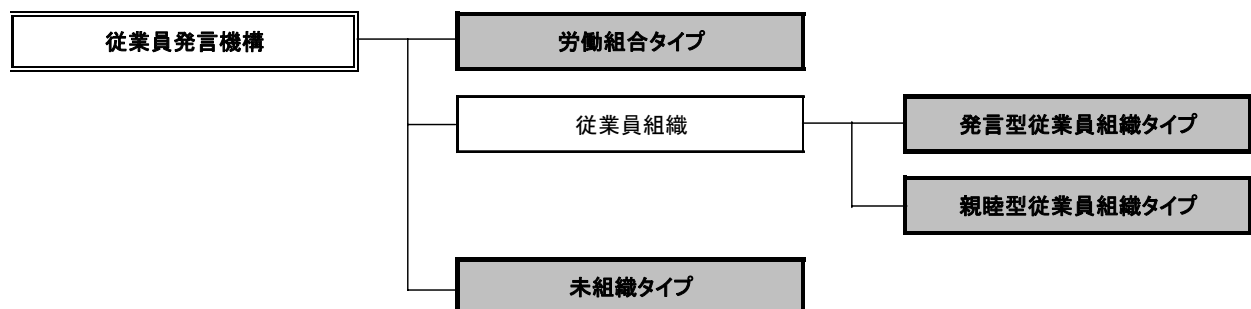 従業員発言機構
労働組合タイプ
従業員組織
発言型従業員組織タイプ
親睦型従業員組織タイプ
未組織タイプ